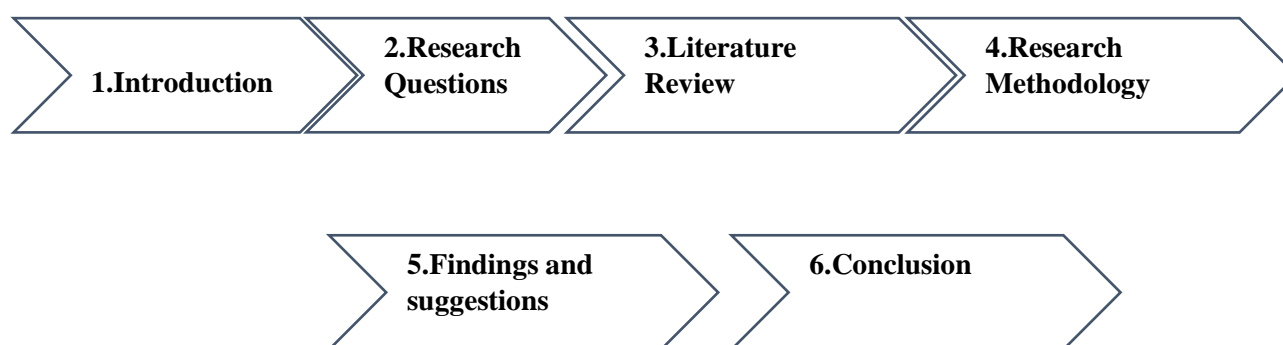 1.Introduction
2.Research
Questions
3.Literature
Review
4.Research
Methodology
5.Findings and
suggestions
6.Conclusion